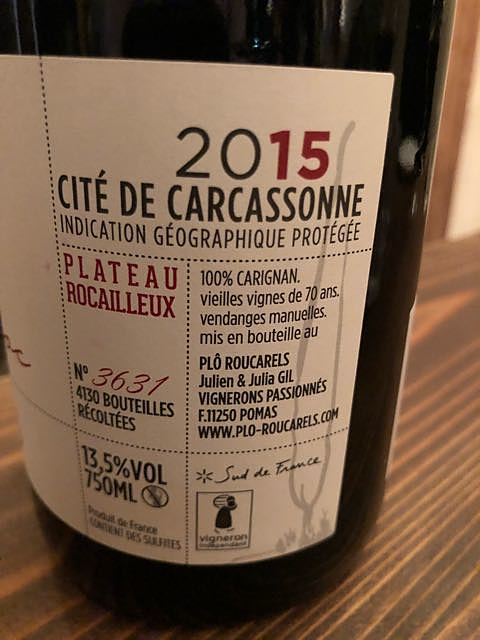 2015
CITÉ DE CARCASSONNE
INDICATION GÉOGRAPHIQUE PROTÉGÉE
PLATEAU
ROCAILLEUX
100% CARIGNAN.
vieilles vignes de 70 ans.
vendanges manuelles.
mis en bouteille au
PLÔ ROUCARELS
Julien & Julia GIL
VIGNERONS PASSIONNÉS
F.11250 POMAS
WWW.PLO-ROUCARELS.COM
N° 3631
4130 BOUTEILLES
RÉCOLTÉES
13,5%VOL
750ML
Produit de France
CONTIENT DES SULFITES
Sud de France
vigneron
indépendant